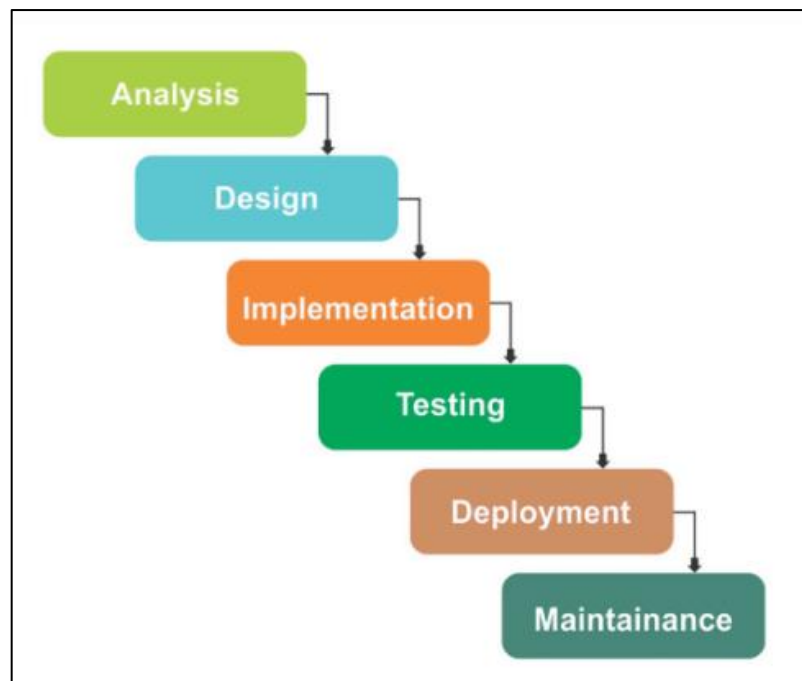 Analysis
Design
Implementation
Testing
Deployment
Maintainance